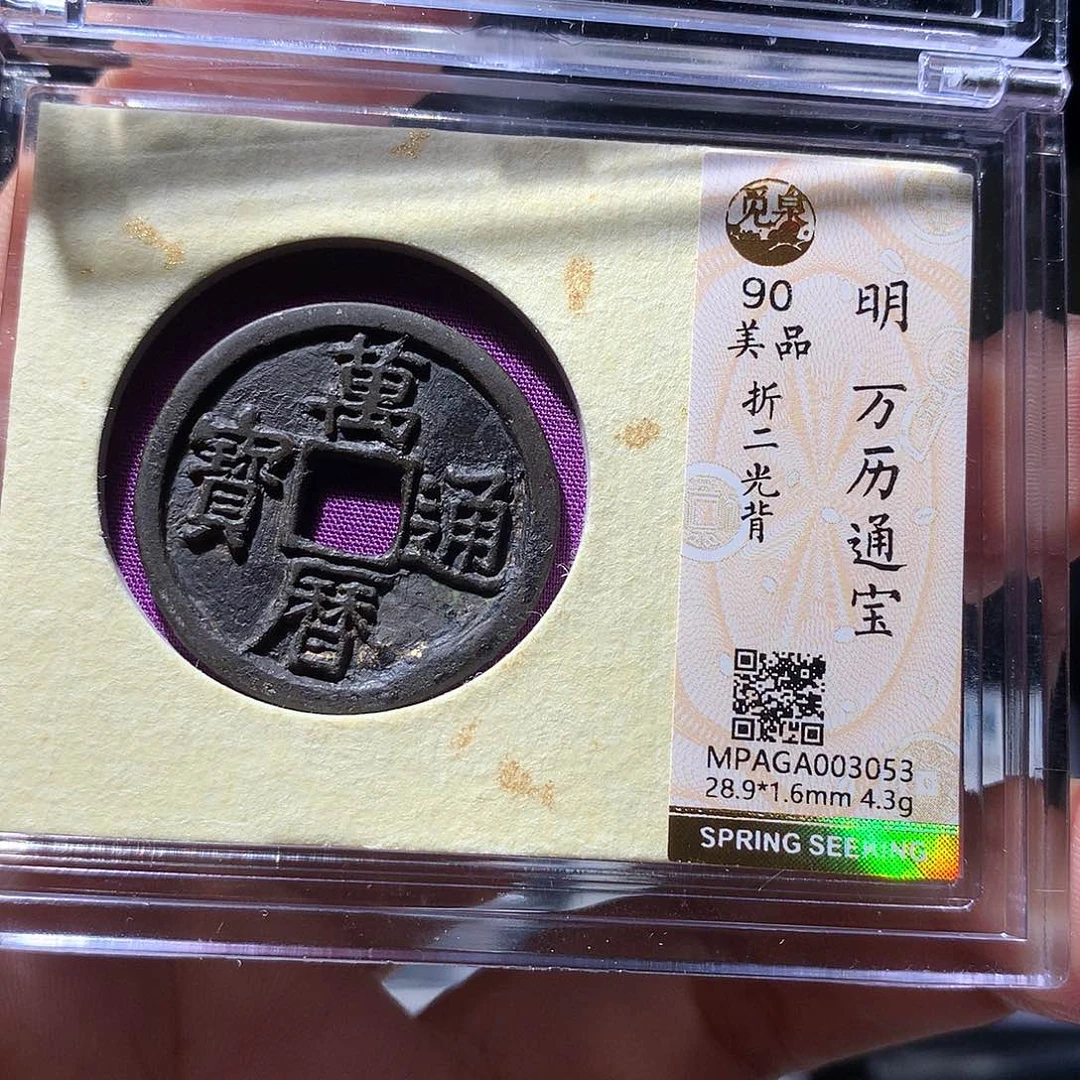 萬
曆
通
寶
觅泉
明 万历通宝
90
美品
折二光背
MPAGA003053
28.9*1.6mm 4.3g
SPRING SEEKING